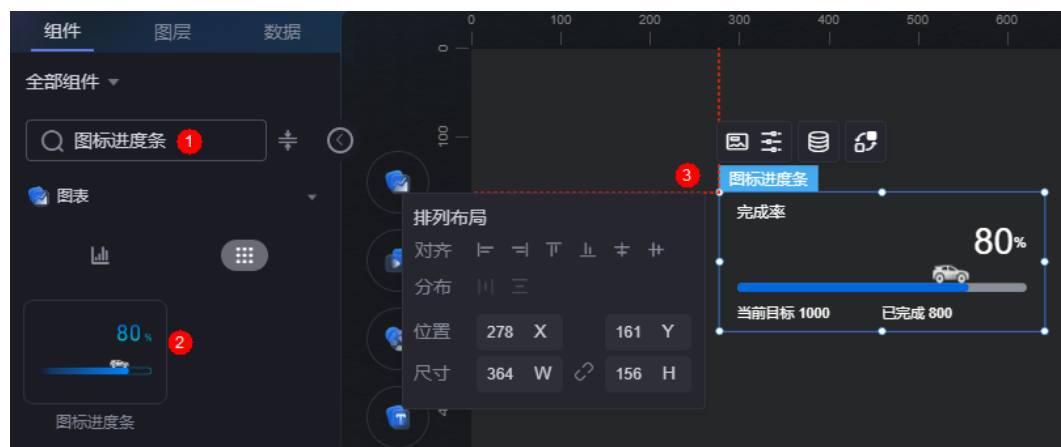 组件 图层 数据
全部组件
图标进度条 1
图表
80 %
2
图标进度条
0 100 200 300 400 500 600
0
100
4
3
图标进度条
完成率
80%
当前目标 1000 已完成 800
排列布局
对齐
分布
位置 278 X 161 Y
尺寸 364 W 156 H